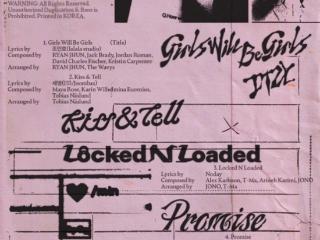 WARNING: All Rights Reserved.
Unauthorized Duplication & Rent is
Prohibited. Printed in KOREA.
1. Girls Will Be Girls (Title)
Lyrics by
Composed by RYAN JHUN, Jack Brady, Jordan Roman,
David Charles Fischer, Kristin Carpenter
Arranged by RYAN JHUN, The Wavys
Girls Will Be Girls
ITZY
2. Kiss & Tell
Lyrics by
Composed by Maya Rose, Karin Wilhelmina Eurenius,
Tobias Näslund
Arranged by Tobias Näslund
Kiss & Tell
Locked N Loaded
3. Locked N Loaded
Lyrics by Noday
Composed by Alex Karlsson, T-Ma, JONO
Arranged by JONO, T-Ma
♥/min
Promise
4. Promise